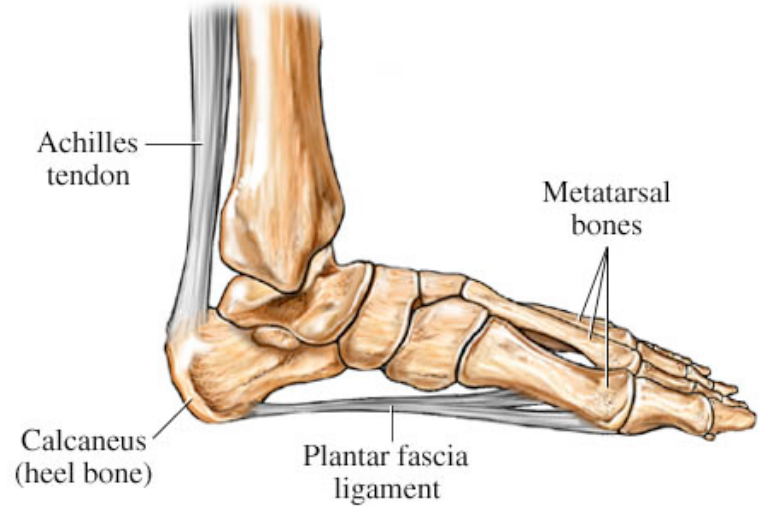 Achilles
tendon
Metatarsal
bones
Calcaneus
(heel bone)
Plantar fascia
ligament